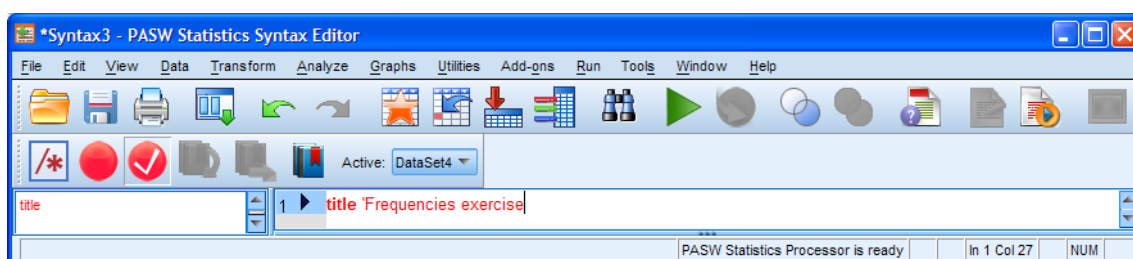 *Syntax3 - PASW Statistics Syntax Editor
File Edit View Data Transform Analyze Graphs Utilities Add-ons Run Tools Window Help
/* Active: DataSet4
title 1 title 'Frequencies exercise
PASW Statistics Processor is ready In 1 Col 27 NUM